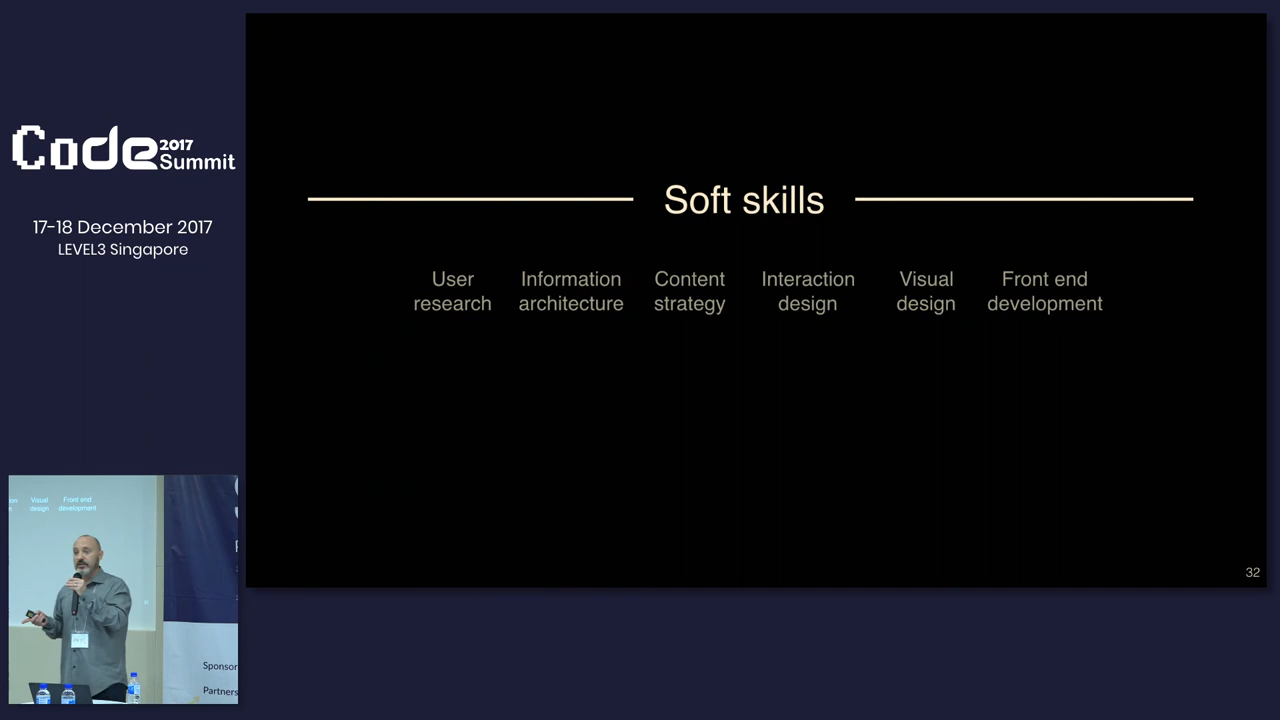 Code 2017 Summit
17-18 December 2017
LEVEL3 Singapore
Soft skills
User research
Information architecture
Content strategy
Interaction design
Visual design
Front end development
32
Visual design
Front end development
Sponsor
Partners